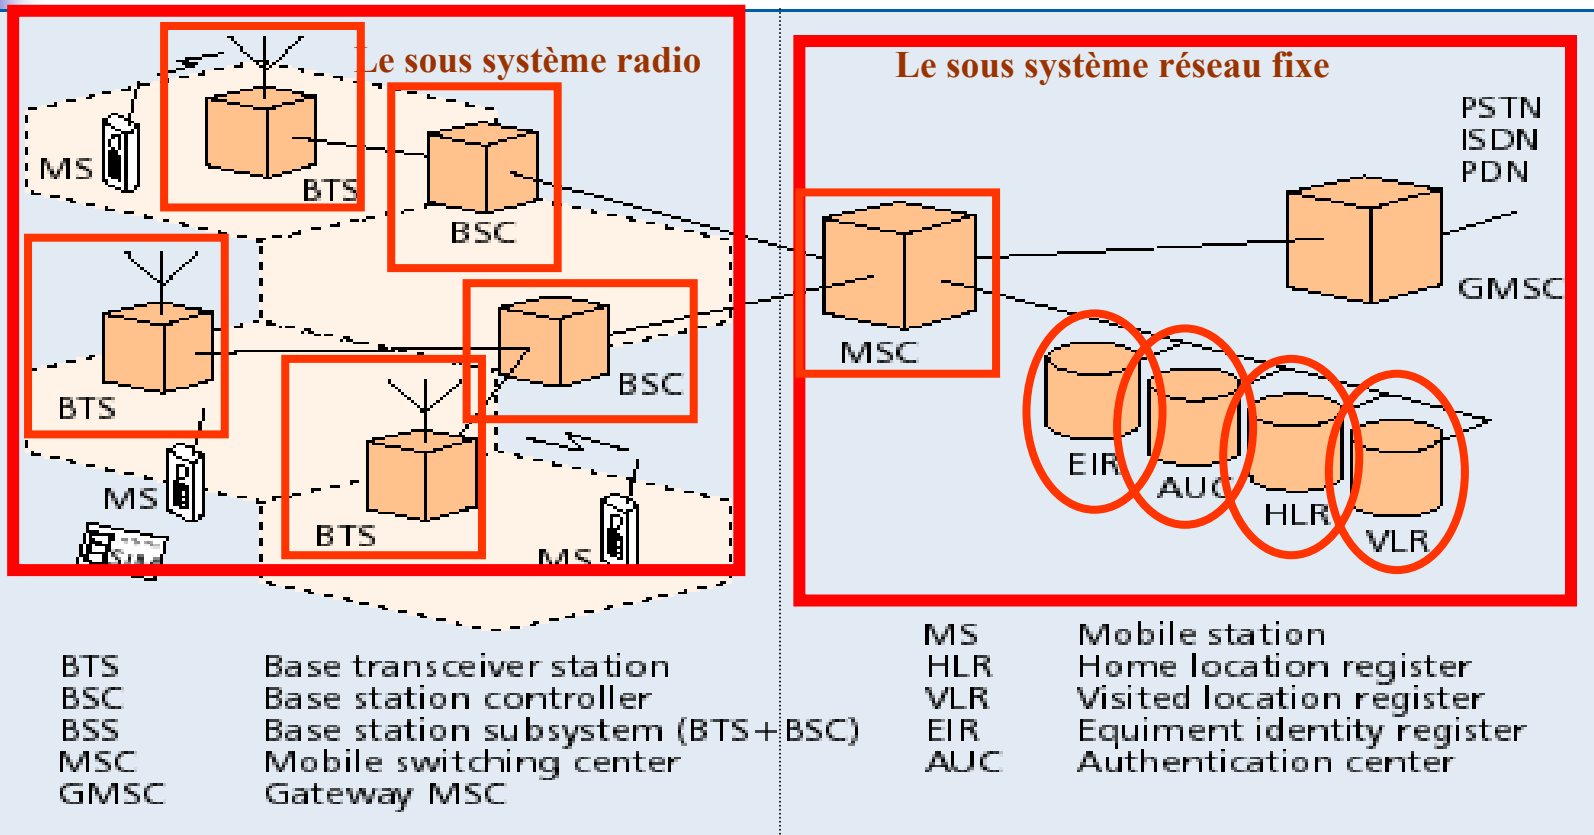 Le sous système radio
Le sous système réseau fixe
PSTN
ISDN
PDN
MS
BTS
BSC
GMSC
MSC
BSC
BTS
EIR
AUC
HLR
VLR
MS
BTS
MS
SIM
MS Mobile station
BTS Base transceiver station
HLR Home location register
BSC Base station controller
VLR Visited location register
BSS Base station subsystem (BTS+BSC)
EIR Equiment identity register
MSC Mobile switching center
AUC Authentication center
GMSC Gateway MSC